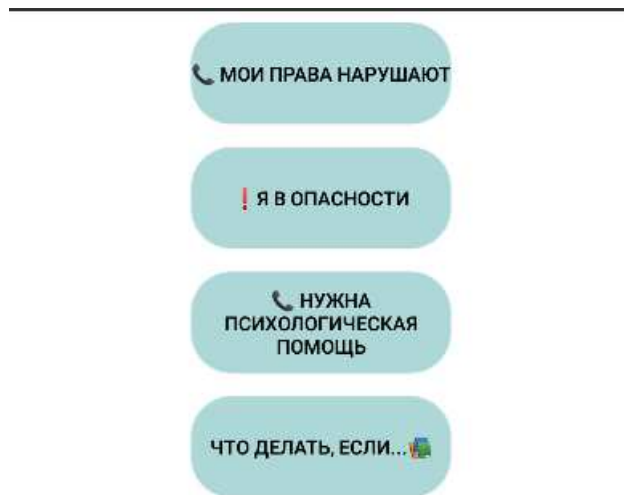 📞 МОИ ПРАВА НАРУШАЮТ
❗ Я В ОПАСНОСТИ
📞 НУЖНА
ПСИХОЛОГИЧЕСКАЯ
ПОМОЩЬ
ЧТО ДЕЛАТЬ, ЕСЛИ...📚